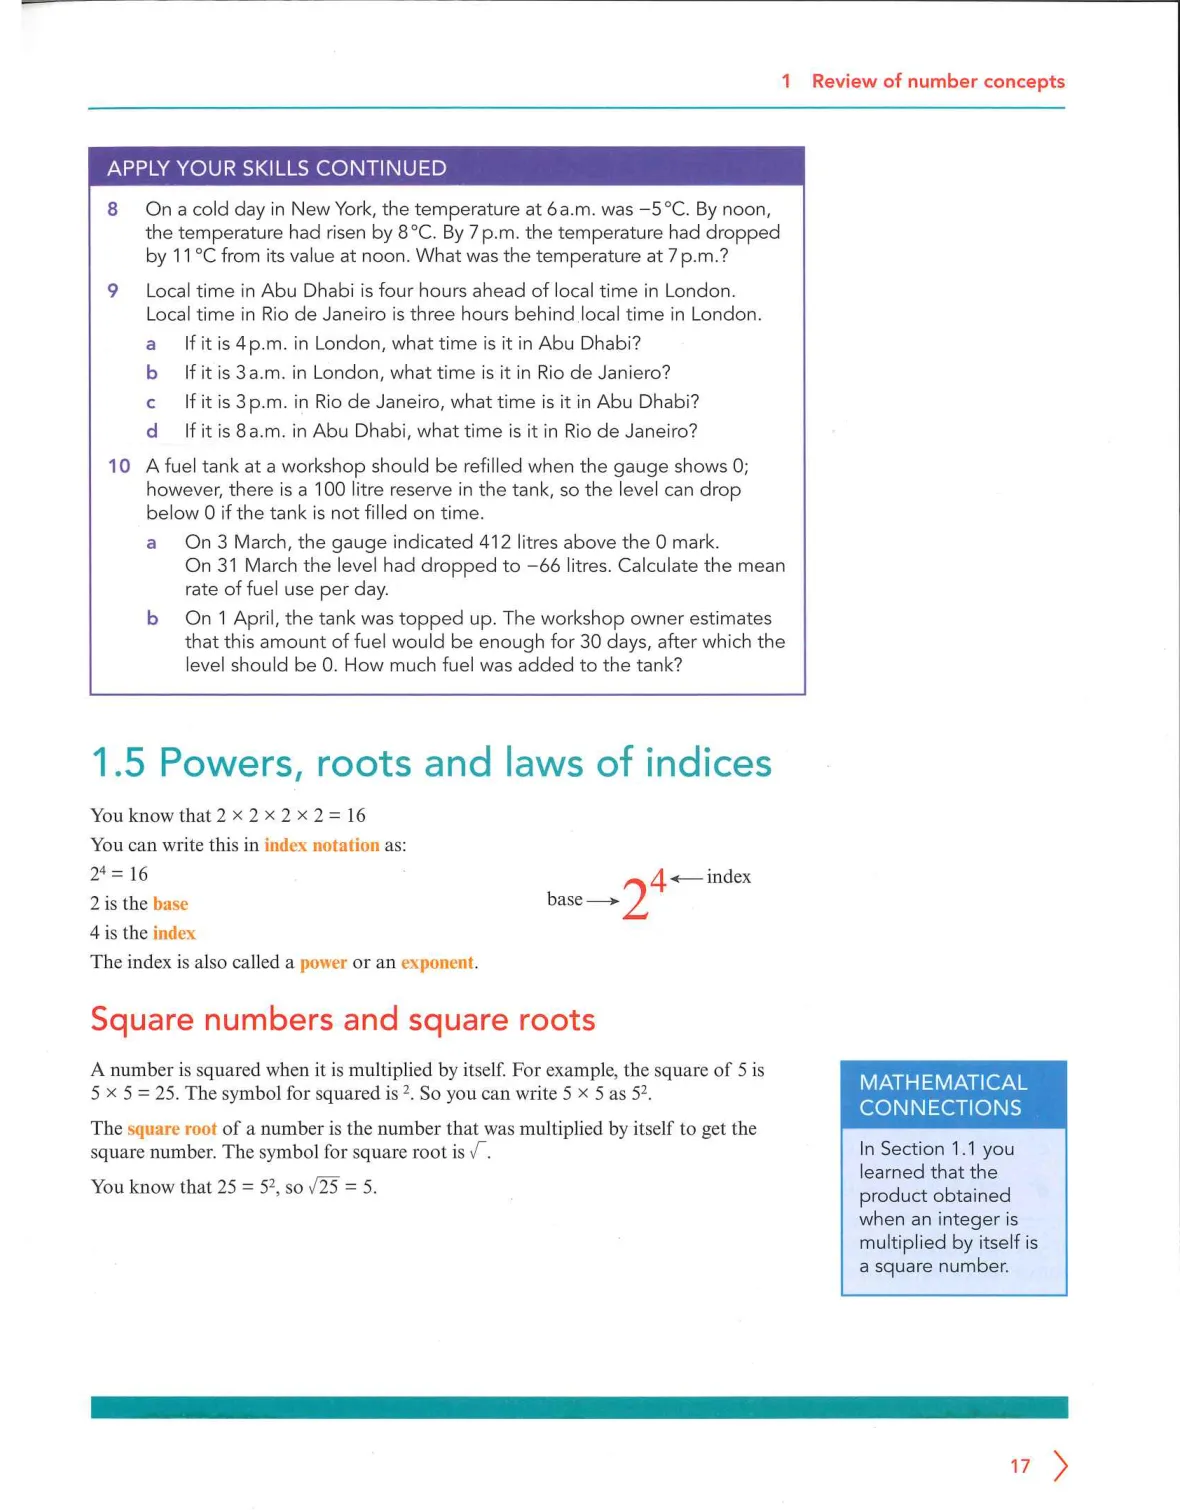 1 Review of number concepts
APPLY YOUR SKILLS CONTINUED
8 On a cold day in New York, the temperature at 6 a.m. was −5 °C. By noon,
the temperature had risen by 8 °C. By 7 p.m. the temperature had dropped
by 11 °C from its value at noon. What was the temperature at 7 p.m.?
9 Local time in Abu Dhabi is four hours ahead of local time in London.
Local time in Rio de Janeiro is three hours behind local time in London.
a If it is 4 p.m. in London, what time is it in Abu Dhabi?
b If it is 3 a.m. in London, what time is it in Rio de Janiero?
c If it is 3 p.m. in Rio de Janeiro, what time is it in Abu Dhabi?
d If it is 8 a.m. in Abu Dhabi, what time is it in Rio de Janeiro?
10 A fuel tank at a workshop should be refilled when the gauge shows 0;
however, there is a 100 litre reserve in the tank, so the level can drop
below 0 if the tank is not filled on time.
a On 3 March, the gauge indicated 412 litres above the 0 mark.
On 31 March the level had dropped to −66 litres. Calculate the mean
rate of fuel use per day.
b On 1 April, the tank was topped up. The workshop owner estimates
that this amount of fuel would be enough for 30 days, after which the
level should be 0. How much fuel was added to the tank?
1.5 Powers, roots and laws of indices
You know that 2 × 2 × 2 × 2 = 16
You can write this in index notation as:
2⁴ = 16
2 is the base
4 is the index
base → 2⁴ ← index
The index is also called a power or an exponent.
Square numbers and square roots
A number is squared when it is multiplied by itself. For example, the square of 5 is
5 × 5 = 25. The symbol for squared is ². So you can write 5 × 5 as 5².
The square root of a number is the number that was multiplied by itself to get the
square number. The symbol for square root is √‾.
You know that 25 = 5², so √25 = 5.
MATHEMATICAL
CONNECTIONS
In Section 1.1 you
learned that the
product obtained
when an integer is
multiplied by itself is
a square number.
17 〉